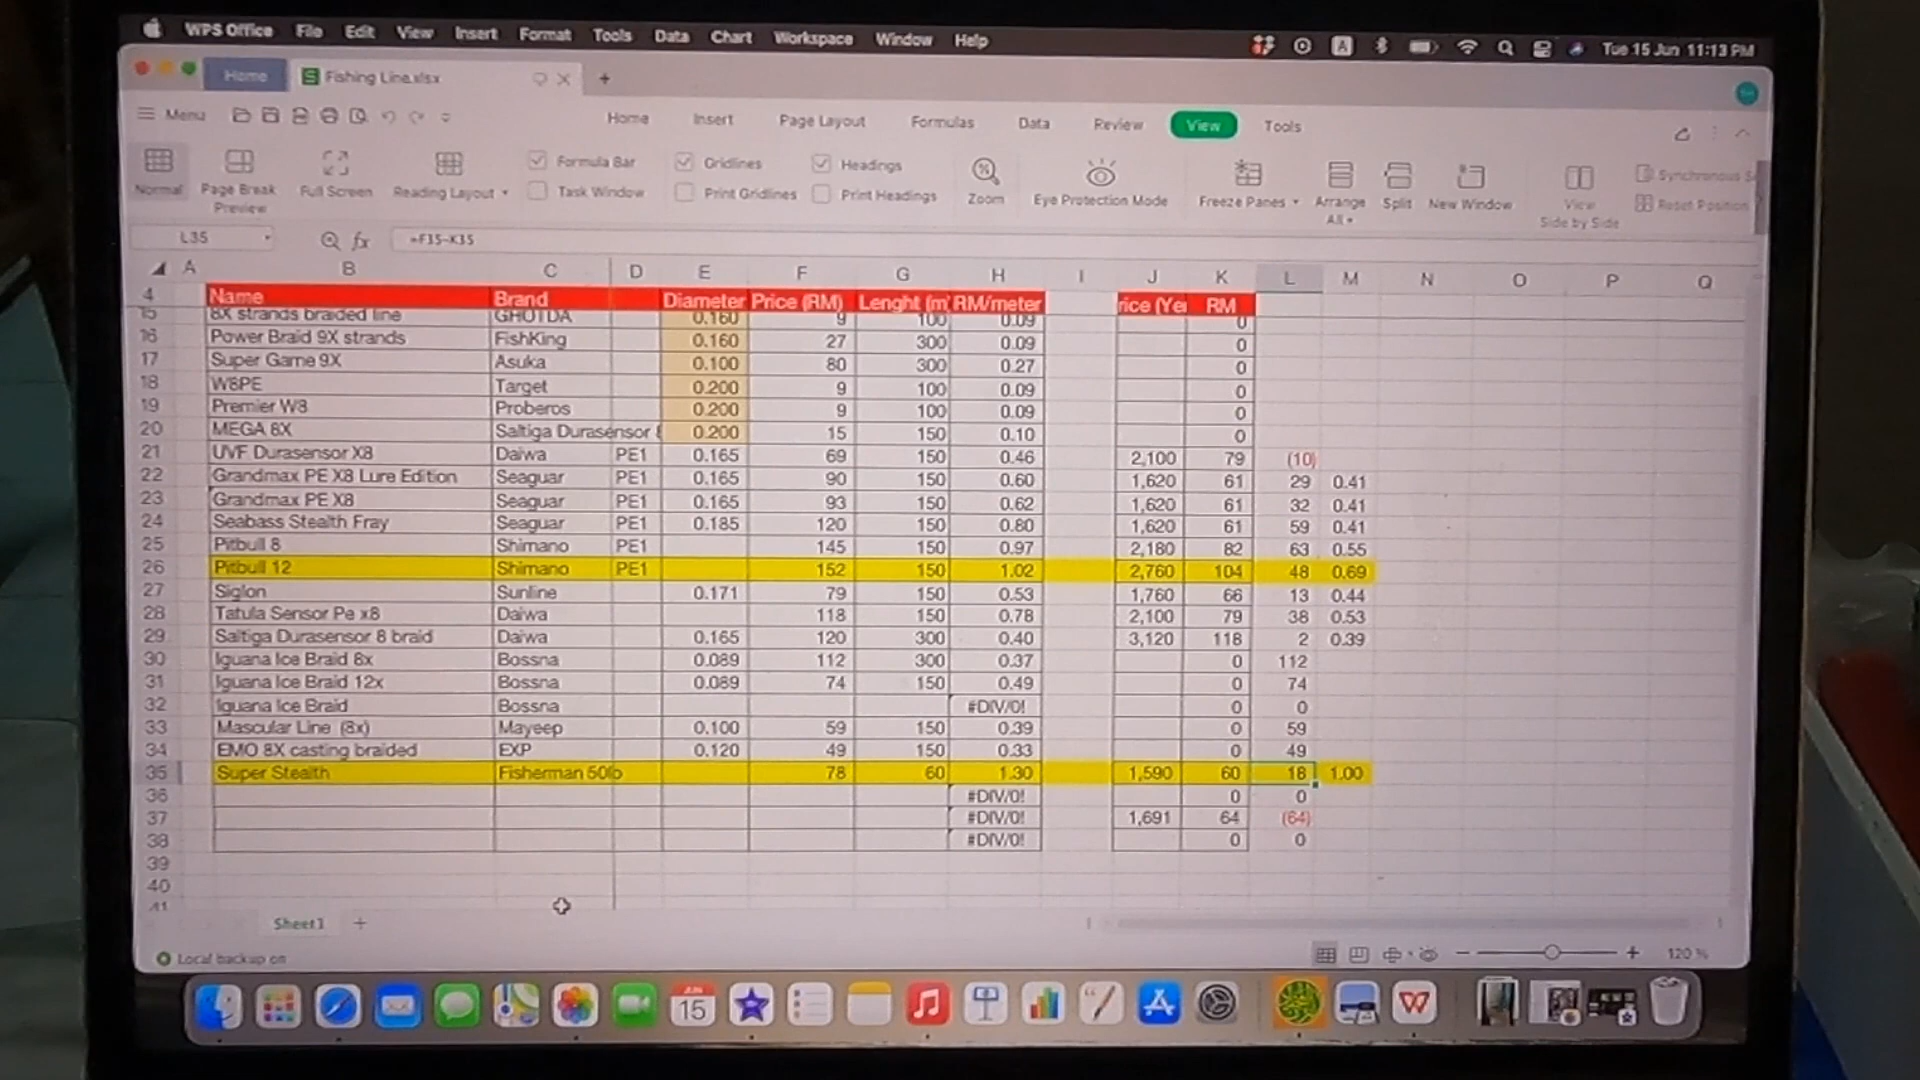 WPS Office File Edit View Insert Format Tools Data Chart Workspace Window Help A Tue 15 Jun 11:13 PM
Home Fishing Line.xlsx +
Menu Home Insert Page Layout Formulas Data Review View Tools
Formula Bar Gridlines Headings
Normal Page Break Full Screen Reading Layout Task Window Print Gridlines Print Headings Zoom Eye Protection Mode Freeze Panes Arrange Split New Window View Reset Position
Preview All Side by Side
L35 fx =F35-K35
A B C D E F G H I J K L M N O P Q
4 Name Brand Diameter Price (RM) Lenght (m RM/meter rice (Ye RM
15 8X strands braided line GHOTDA 0.160 9 100 0.09 0
16 Power Braid 9X strands FishKing 0.160 27 300 0.09 0
17 Super Game 9X Asuka 0.100 80 300 0.27 0
18 W8PE Target 0.200 9 100 0.09 0
19 Premier W8 Proberos 0.200 9 100 0.09 0
20 MEGA 8X Saltiga Durasensor 0.200 15 150 0.10 0
21 UVF Durasensor X8 Daiwa PE1 0.165 69 150 0.46 2,100 79 (10)
22 Grandmax PE X8 Lure Edition Seaguar PE1 0.165 90 150 0.60 1,620 61 29 0.41
23 Grandmax PE X8 Seaguar PE1 0.165 93 150 0.62 1,620 61 32 0.41
24 Seabass Stealth Fray Seaguar PE1 0.185 120 150 0.80 1,620 61 59 0.41
25 Pitbull 8 Shimano PE1 145 150 0.97 2,180 82 63 0.55
26 Pitbull 12 Shimano PE1 152 150 1.02 2,760 104 48 0.69
27 Siglon Sunline 0.171 79 150 0.53 1,760 66 13 0.44
28 Tatula Sensor Pe x8 Daiwa 118 150 0.78 2,100 79 38 0.53
29 Saltiga Durasensor 8 braid Daiwa 0.165 120 300 0.40 3,120 118 2 0.39
30 Iguana Ice Braid 8x Bossna 0.089 112 300 0.37 0 112
31 Iguana Ice Braid 12x Bossna 0.089 74 150 0.49 0 74
32 Iguana Ice Braid Bossna #DIV/0! 0 0
33 Mascular Line (8x) Mayeep 0.100 59 150 0.39 0 59
34 EMO 8X casting braided EXP 0.120 49 150 0.33 0 49
35 Super Stealth Fisherman 50lb 78 60 1.30 1,590 60 18 1.00
36 #DIV/0! 0 0
37 #DIV/0! 1,691 64 (64)
38 #DIV/0! 0 0
39
40
41
Sheet1 +
Local backup on 120 %
JUN
15